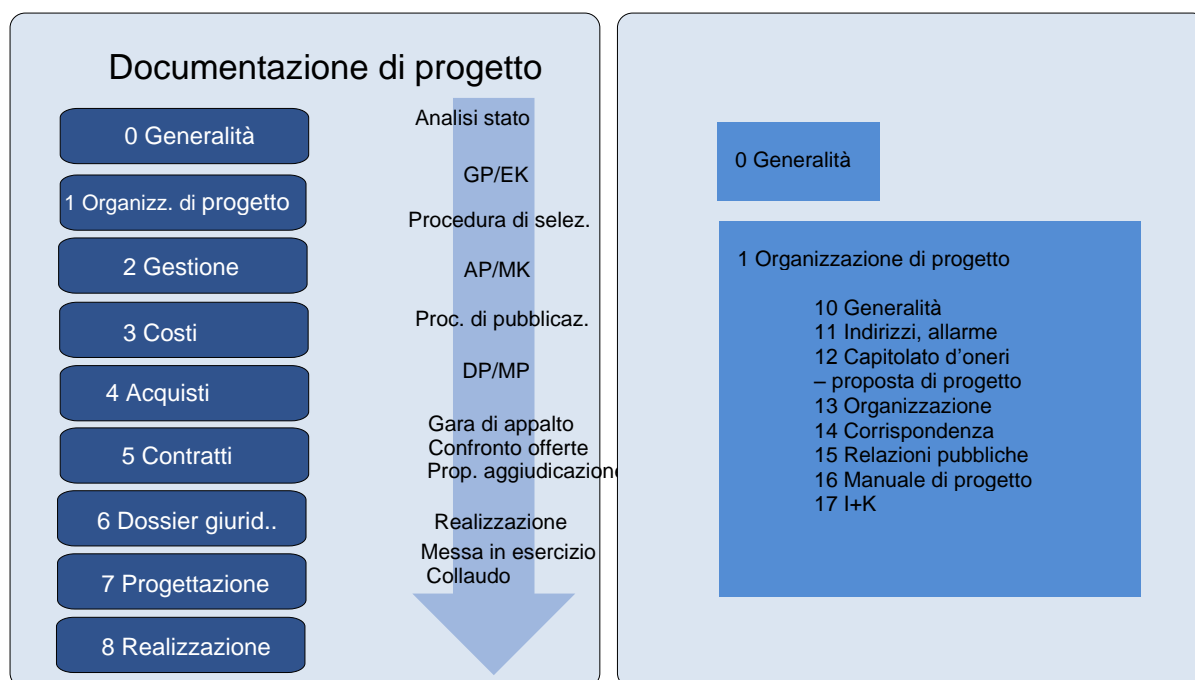 Documentazione di progetto
0 Generalità
1 Organizz. di progetto
2 Gestione
3 Costi
4 Acquisti
5 Contratti
6 Dossier giurid..
7 Progettazione
8 Realizzazione
Analisi stato
GP/EK
Procedura di selez.
AP/MK
Proc. di pubblicaz.
DP/MP
Gara di appalto
Confronto offerte
Prop. aggiudicazione
Realizzazione
Messa in esercizio
Collaudo
0 Generalità
1 Organizzazione di progetto
10 Generalità
11 Indirizzi, allarme
12 Capitolato d’oneri
– proposta di progetto
13 Organizzazione
14 Corrispondenza
15 Relazioni pubbliche
16 Manuale di progetto
17 I+K